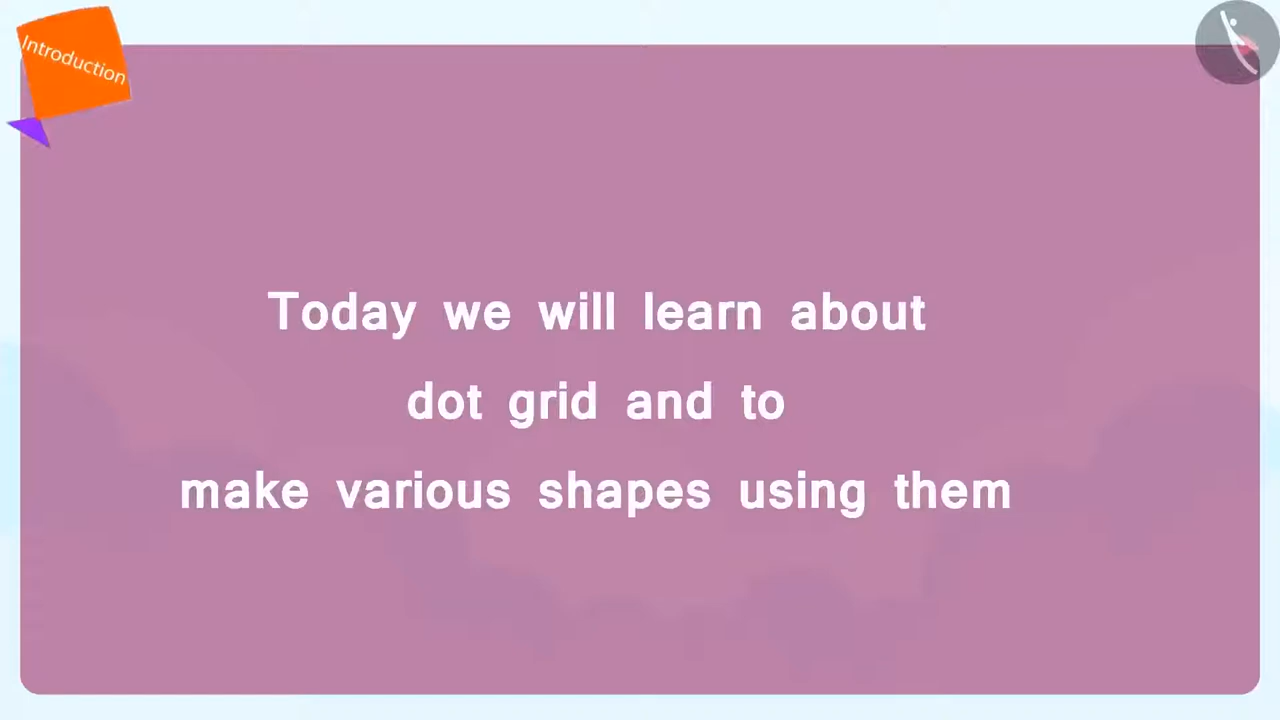 Introduction
Today we will learn about
dot grid and to
make various shapes using them